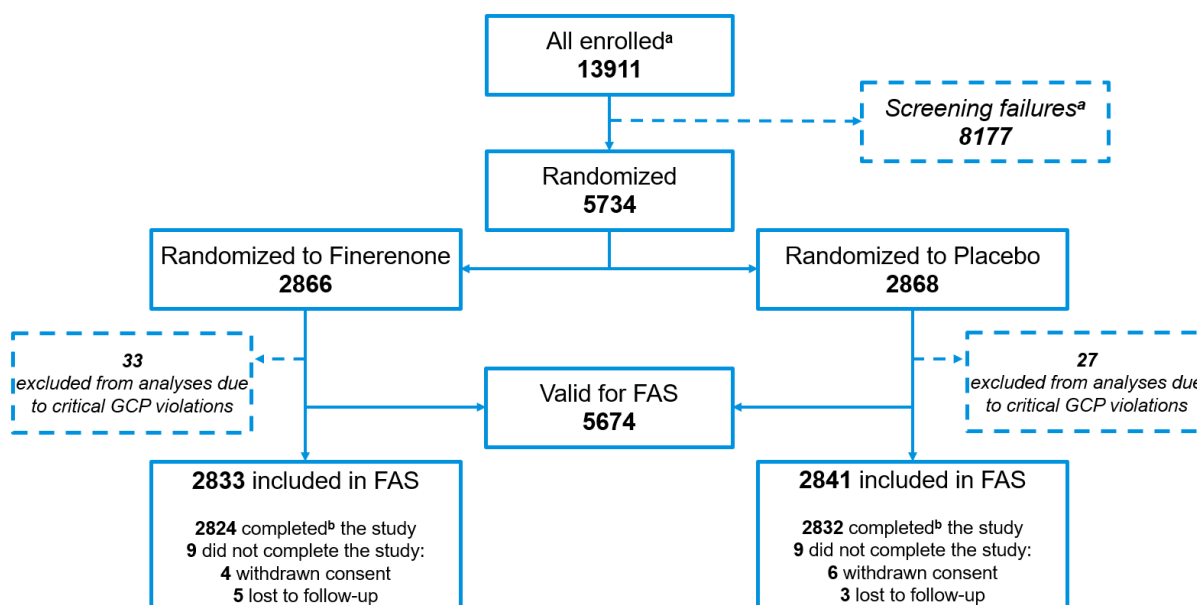 All enrolledᵃ
13911
Screening failuresᵃ
8177
Randomized
5734
Randomized to Finerenone
2866
Randomized to Placebo
2868
33
excluded from analyses due
to critical GCP violations
Valid for FAS
5674
27
excluded from analyses due
to critical GCP violations
2833 included in FAS
2824 completedᵇ the study
9 did not complete the study:
4 withdrawn consent
5 lost to follow-up
2841 included in FAS
2832 completedᵇ the study
9 did not complete the study:
6 withdrawn consent
3 lost to follow-up